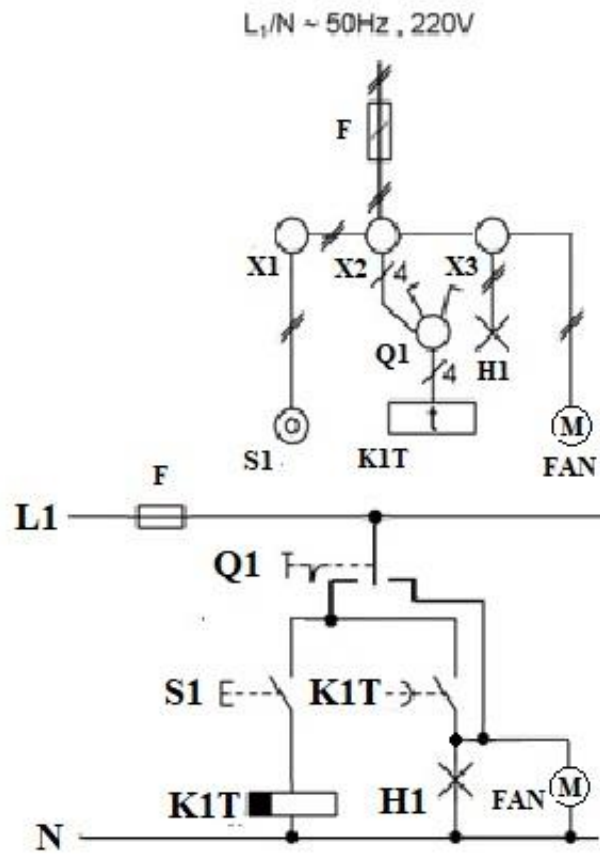 L₁/N ~ 50Hz , 220V
F
X1
X2
4
X3
Q1
H1
4
t
S1
K1T
M
FAN
F
L1
Q1
S1
K1T
K1T
H1
FAN
M
N